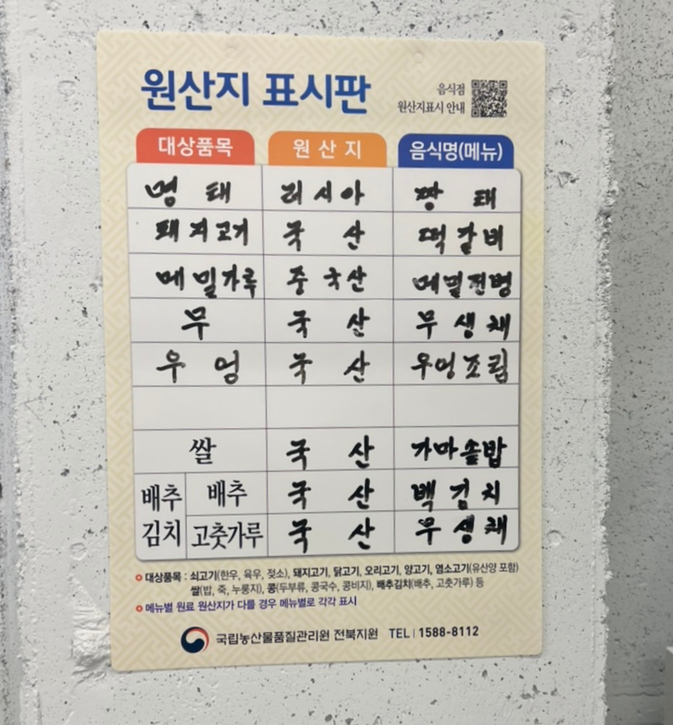 원산지 표시판
음식점
원산지표시 안내
대상품목 원산지 음식명(메뉴)
명태 러시아 짱태
돼지고기 국산 떡갈비
메밀가루 중국산 메밀전병
무 국산 무생채
우엉 국산 우엉조림
쌀 국산 가마솥밥
배추김치 배추 국산 백김치
고춧가루 국산 무생채
대상품목 : 쇠고기(한우, 육우, 젖소), 돼지고기, 닭고기, 오리고기, 양고기, 염소고기(유산양 포함)
쌀(밥, 죽, 누룽지), 콩(두부류, 콩국수, 콩비지), 배추김치(배추, 고춧가루) 등
메뉴별 원료 원산지가 다를 경우 메뉴별로 각각 표시
국립농산물품질관리원 전북지원 TEL | 1588-8112